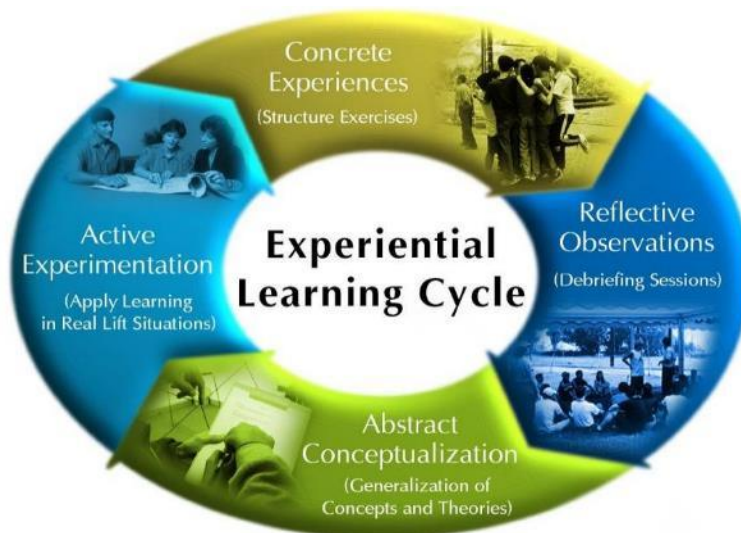 Concrete
Experiences
(Structure Exercises)
Reflective
Observations
(Debriefing Sessions)
Abstract
Conceptualization
(Generalization of
Concepts and Theories)
Active
Experimentation
(Apply Learning
in Real Lift Situations)
Experiential
Learning Cycle